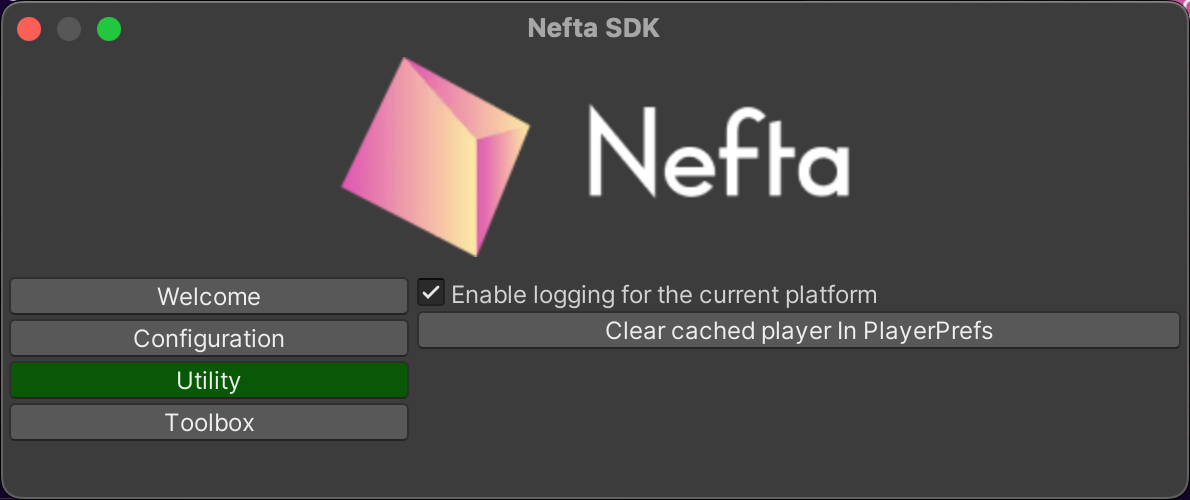 Nefta SDK
Nefta
Welcome
Enable logging for the current platform
Configuration
Clear cached player In PlayerPrefs
Utility
Toolbox